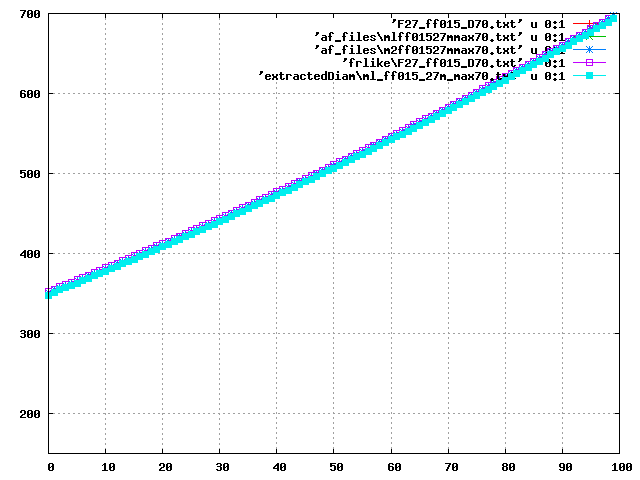 700
600
500
400
300
200
0 10 20 30 40 50 60 70 80 90 100
'F27_ff015_D70.txt' u 0:1
'af_files\mlff01527mmax70.txt' u 0:1
'af_files\m2ff01527mmax70.txt' u 0:1
'frlike\F27_ff015_D70.txt' u 0:1
'extractedDiam\ml_ff015_27m_max70.txt' u 0:1